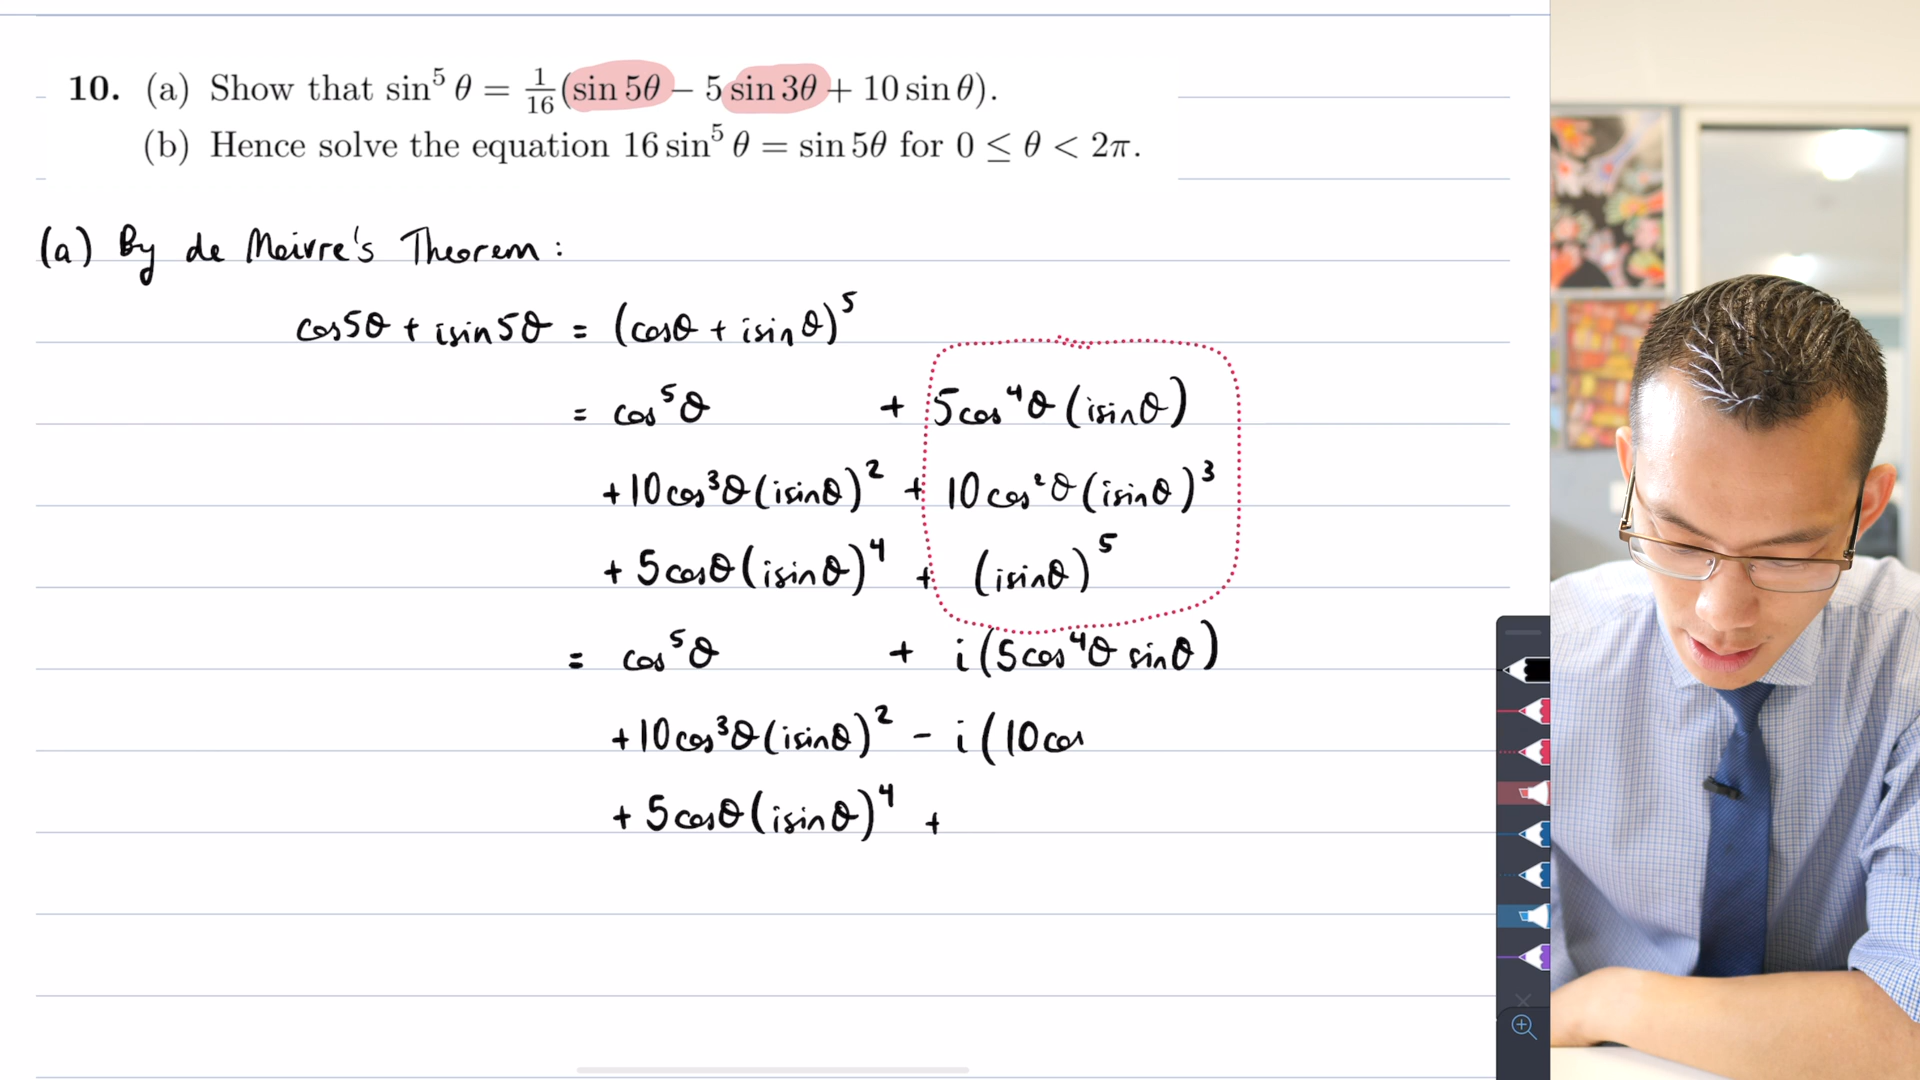 10. (a) Show that sin⁵ θ = 1/16 (sin 5θ − 5 sin 3θ + 10 sin θ).
(b) Hence solve the equation 16 sin⁵ θ = sin 5θ for 0 ≤ θ < 2π.
(a) By de Moivre's Theorem :
cos5θ + isin5θ = (cosθ + isinθ)⁵
= cos⁵θ + 5cos⁴θ(isinθ)
+ 10cos³θ(isinθ)² + 10cos²θ(isinθ)³
+ 5cosθ(isinθ)⁴ + (isinθ)⁵
= cos⁵θ + i(5cos⁴θ sinθ)
+ 10cos³θ(isinθ)² − i(10cos
+ 5cosθ(isinθ)⁴ +